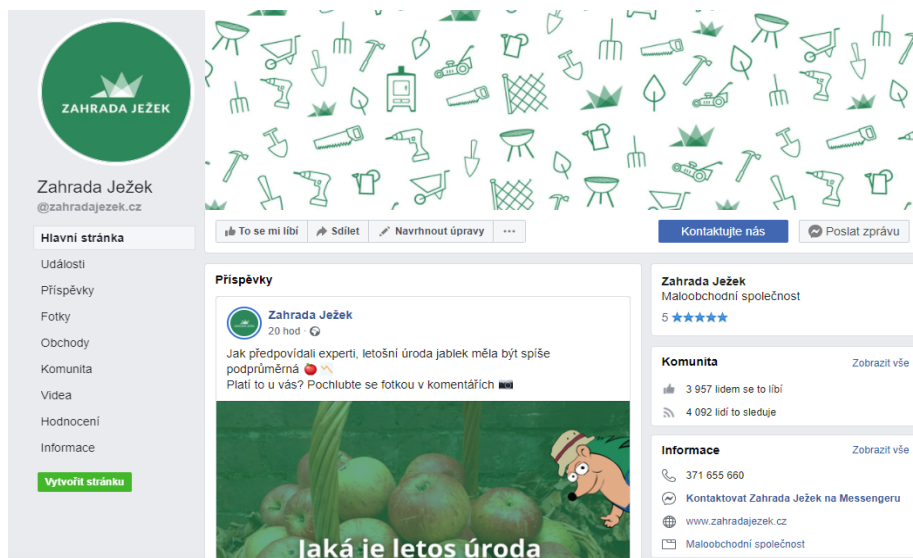 ZAHRADA JEŽEK
Zahrada Ježek
@zahradajezek.cz
Hlavní stránka
Události
Příspěvky
Fotky
Obchody
Komunita
Videa
Hodnocení
Informace
Vytvořit stránku
To se mi líbí
Sdílet
Navrhnout úpravy
Kontaktujte nás
Poslat zprávu
Příspěvky
Zahrada Ježek
20 hod
Jak předpovídali experti, letošní úroda jablek měla být spíše
podprůměrná
Platí to u vás? Pochlubte se fotkou v komentářích
Jaká je letos úroda
Zahrada Ježek
Maloobchodní společnost
5 ★★★★★
Komunita Zobrazit vše
3 957 lidem se to líbí
4 092 lidí to sleduje
Informace Zobrazit vše
371 655 660
Kontaktovat Zahrada Ježek na Messengeru
www.zahradajezek.cz
Maloobchodní společnost